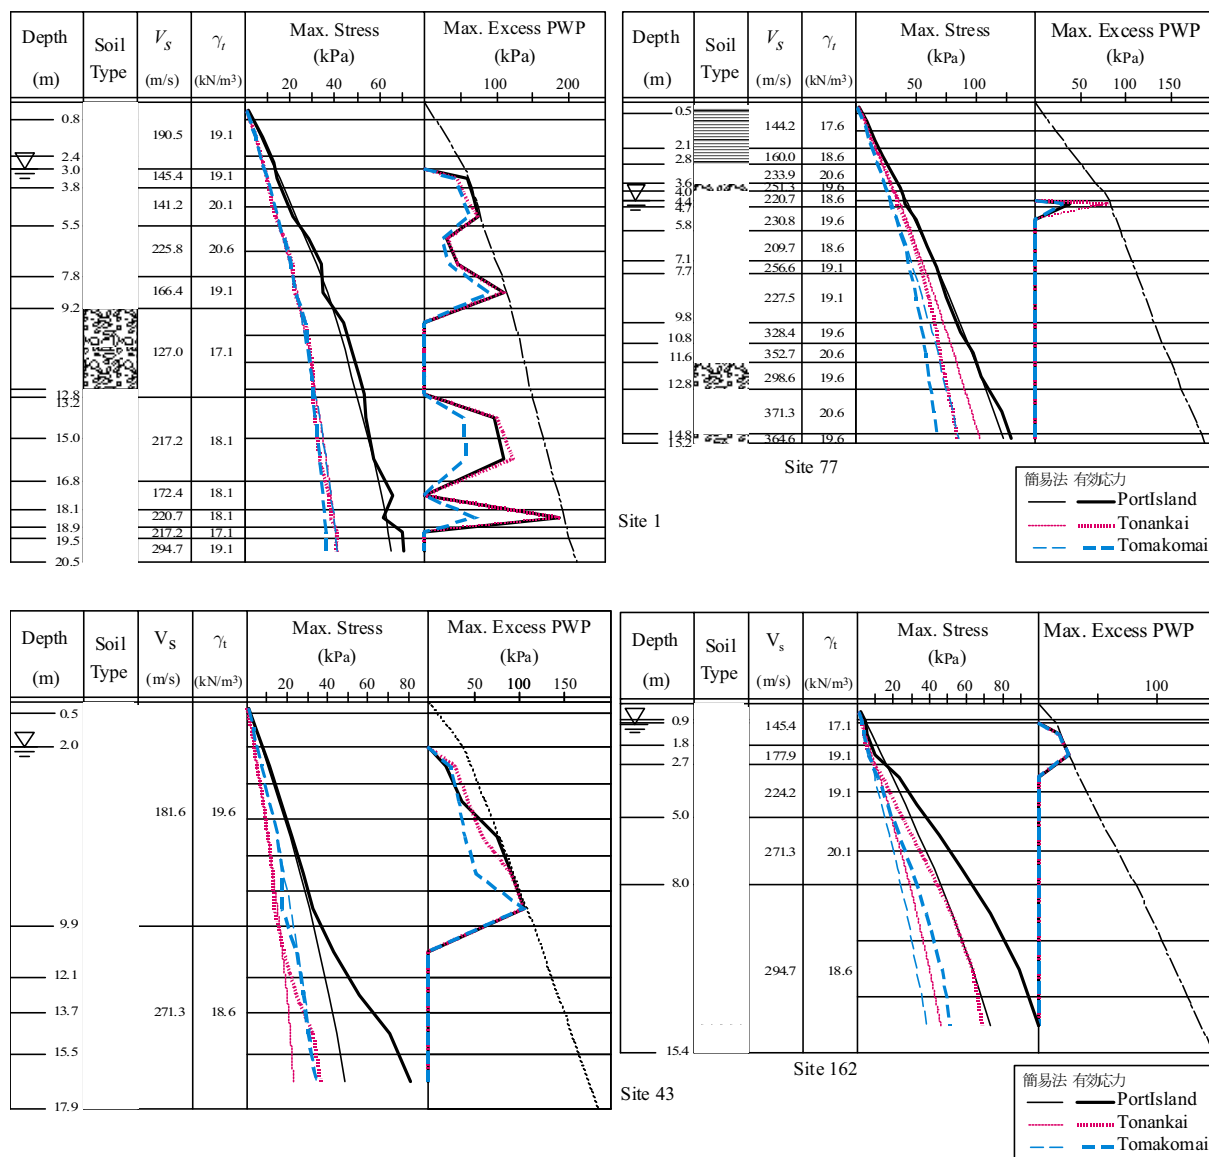 Depth
(m)
Soil
Type
Vs
(m/s)
γt
(kN/m³)
Max. Stress
(kPa)
20 40 60
Max. Excess PWP
(kPa)
100 200
0.8
2.4
3.0
3.8
5.5
7.8
9.2
12.8
13.2
15.0
16.8
18.1
18.9
19.5
20.5
190.5 19.1
145.4 19.1
141.2 20.1
225.8 20.6
166.4 19.1
127.0 17.1
217.2 18.1
172.4 18.1
220.7 18.1
217.2 17.1
294.7 19.1
Site 1
Depth
(m)
Soil
Type
Vs
(m/s)
γt
(kN/m³)
Max. Stress
(kPa)
50 100
Max. Excess PWP
(kPa)
50 100 150
0.5
2.1
2.8
3.6
4.0
4.4
4.7
5.8
7.1
7.7
9.8
10.8
11.6
12.8
14.8
15.2
144.2 17.6
160.0 18.6
233.9 20.6
251.3 19.6
220.7 18.6
230.8 19.6
209.7 18.6
256.6 19.1
227.5 19.1
328.4 19.6
352.7 20.6
298.6 19.6
371.3 20.6
364.6 19.6
Site 77
簡易法 有効応力
PortIsland
Tonankai
Tomakomai
Depth
(m)
Soil
Type
Vs
(m/s)
γt
(kN/m³)
Max. Stress
(kPa)
20 40 60 80
Max. Excess PWP
(kPa)
50 100 150
0.5
2.0
9.9
12.1
13.7
15.5
17.9
181.6 19.6
271.3 18.6
Site 43
Depth
(m)
Soil
Type
Vs
(m/s)
γt
(kN/m³)
Max. Stress
(kPa)
20 40 60 80
Max. Excess PWP
100
0.9
1.8
2.7
5.0
8.0
15.4
145.4 17.1
177.9 19.1
224.2 19.1
271.3 20.1
294.7 18.6
Site 162
簡易法 有効応力
PortIsland
Tonankai
Tomakomai